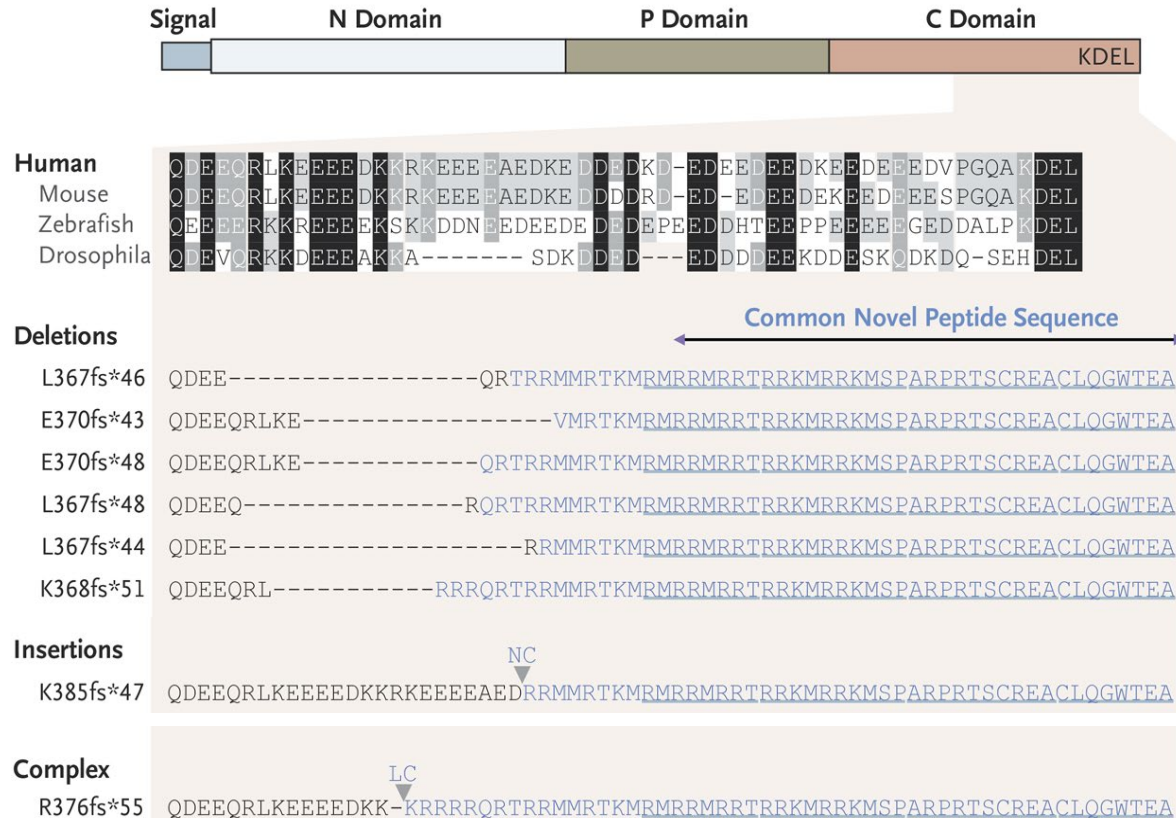 Signal N Domain P Domain C Domain
KDEL
Human QDEEQRLKEEEEDKKRKEEEEAEDKEDDEDKD-EDEEDEEDKEEDEEEDVPGQAKDEL
Mouse QDEEQRLKEEEEDKKRKEEEEAEDKEDDDDRD-ED-EDEEDEKEEDEEESPGQAKDEL
Zebrafish QEEEERKKREEEEKSKKDDNEEDEEDEDEDEPEEDDHTEEPPEEEEEGEDDALPKDEL
Drosophila QDEVQRKKDEEEAKKA-------SDKDDED---EDDDDEEKDDESKQDKDQ-SEHDEL
Common Novel Peptide Sequence
Deletions
L367fs*46 QDEE-----------------QRTRRMMRTKMRMRRMRRTRRKMRRKMSPARPRTSCREACLQGWTEA
E370fs*43 QDEEQRLKE-----------------VMRTKMRMRRMRRTRRKMRRKMSPARPRTSCREACLQGWTEA
E370fs*48 QDEEQRLKE------------QRTRRMMRTKMRMRRMRRTRRKMRRKMSPARPRTSCREACLQGWTEA
L367fs*48 QDEEQ---------------RQRTRRMMRTKMRMRRMRRTRRKMRRKMSPARPRTSCREACLQGWTEA
L367fs*44 QDEE--------------------RRMMRTKMRMRRMRRTRRKMRRKMSPARPRTSCREACLQGWTEA
K368fs*51 QDEEQRL-----------RRRQRTRRMMRTKMRMRRMRRTRRKMRRKMSPARPRTSCREACLQGWTEA
Insertions
NC
K385fs*47 QDEEQRLKEEEEDKKRKEEEEAEDRRMMRTKMRMRRMRRTRRKMRRKMSPARPRTSCREACLQGWTEA
Complex
LC
R376fs*55 QDEEQRLKEEEEDKK-KRRRRQRTRRMMRTKMRMRRMRRTRRKMRRKMSPARPRTSCREACLQGWTEA